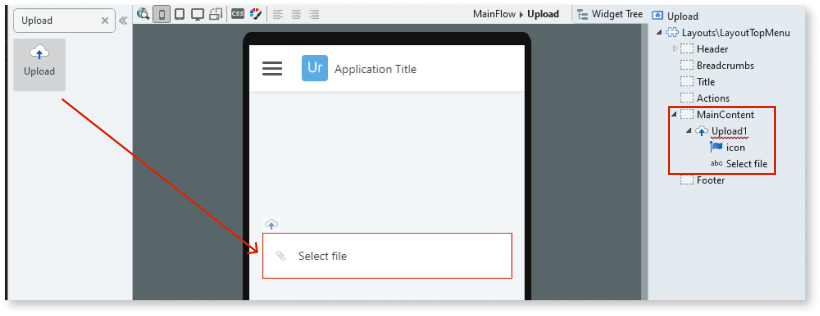 Upload
Upload
CSS
MainFlow Upload
Widget Tree
Ur Application Title
Select file
Upload
Layouts\LayoutTopMenu
Header
Breadcrumbs
Title
Actions
MainContent
Upload1
icon
abc Select file
Footer